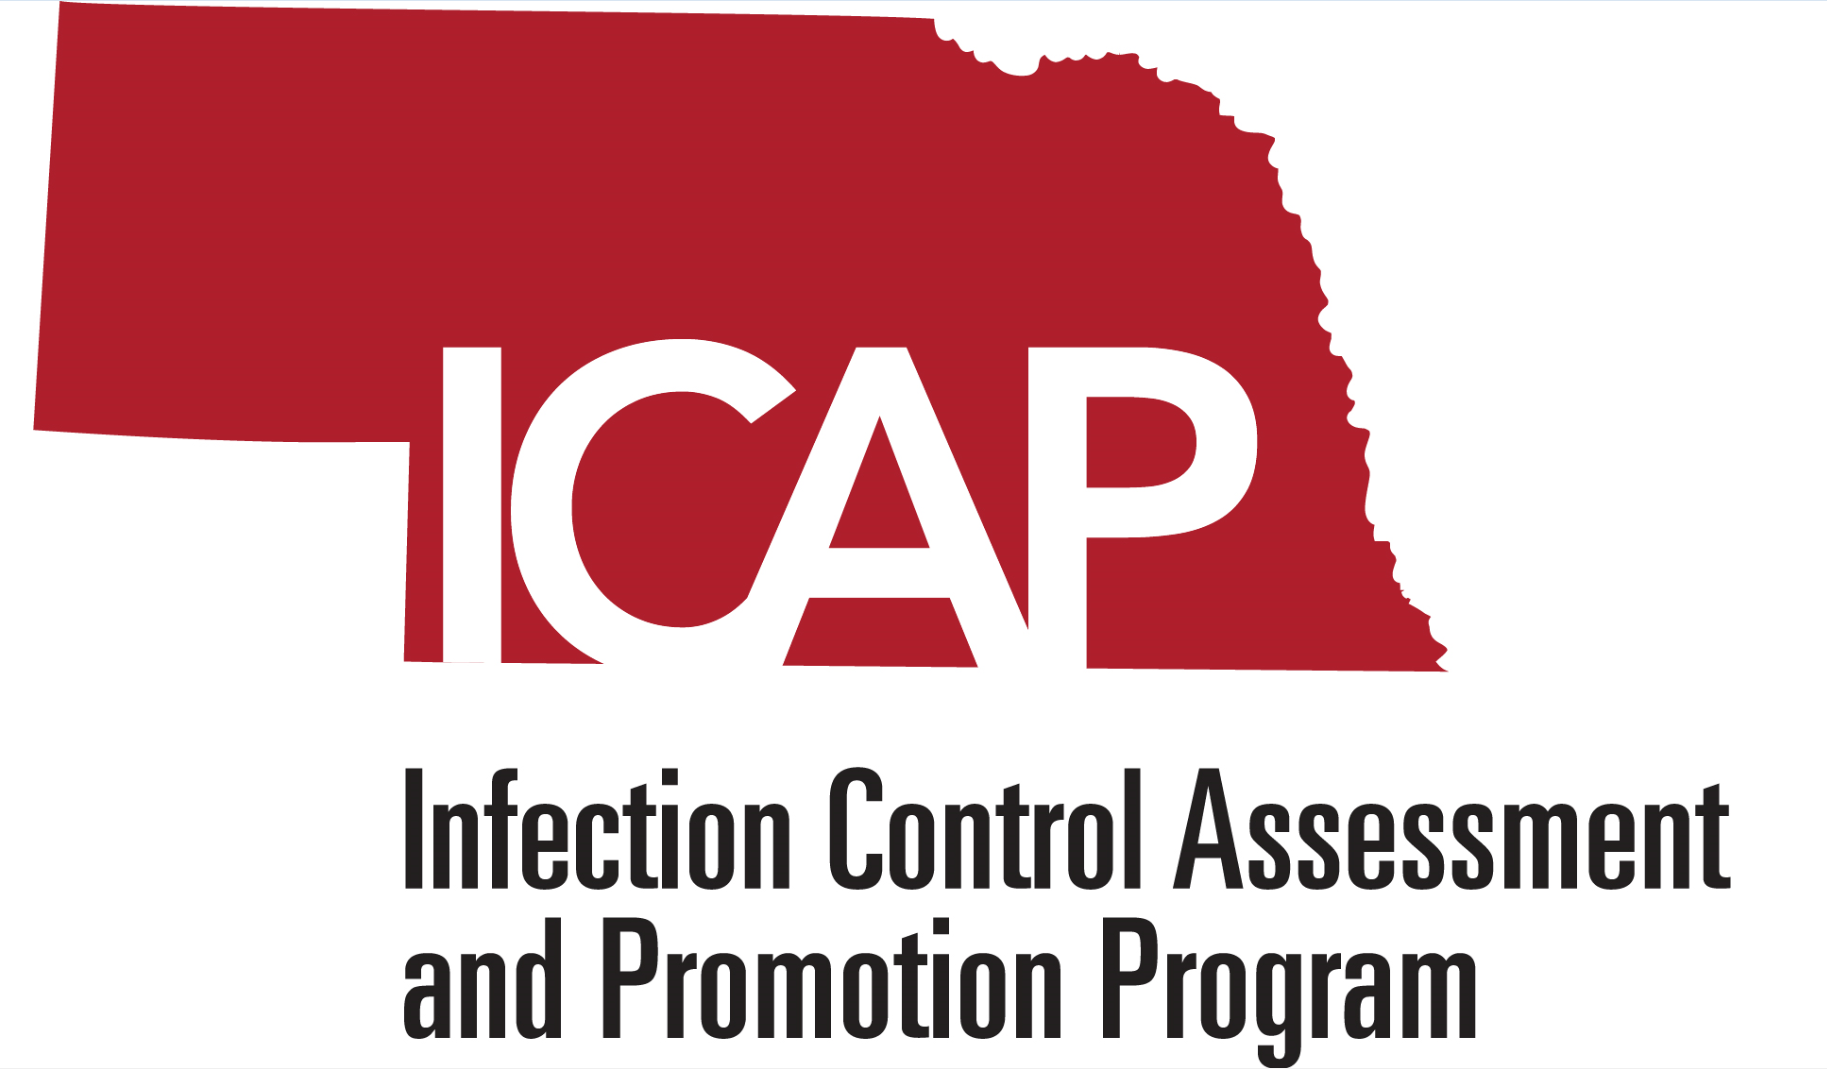 ICAP
Infection Control Assessment
and Promotion Program